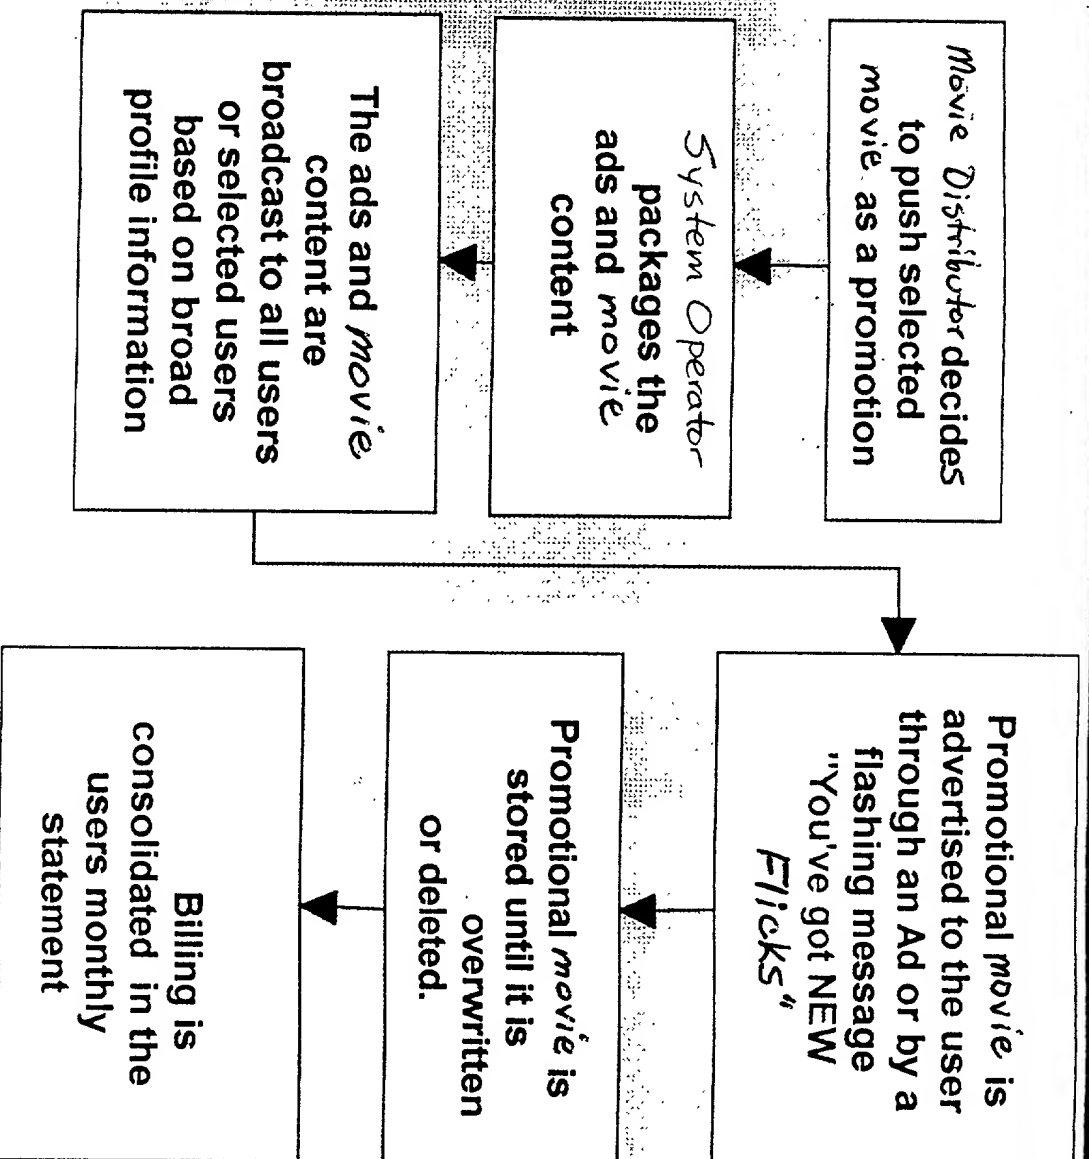 Movie Distributor decides
to push selected
movie as a promotion
System Operator
packages the
ads and movie
content
The ads and movie
content are
broadcast to all users
or selected users
based on broad
profile information
Promotional movie is
advertised to the user
through an Ad or by a
flashing message
"You've got NEW
Flicks"
Promotional movie is
stored until it is
overwritten
or deleted.
Billing is
consolidated in the
users monthly
statement